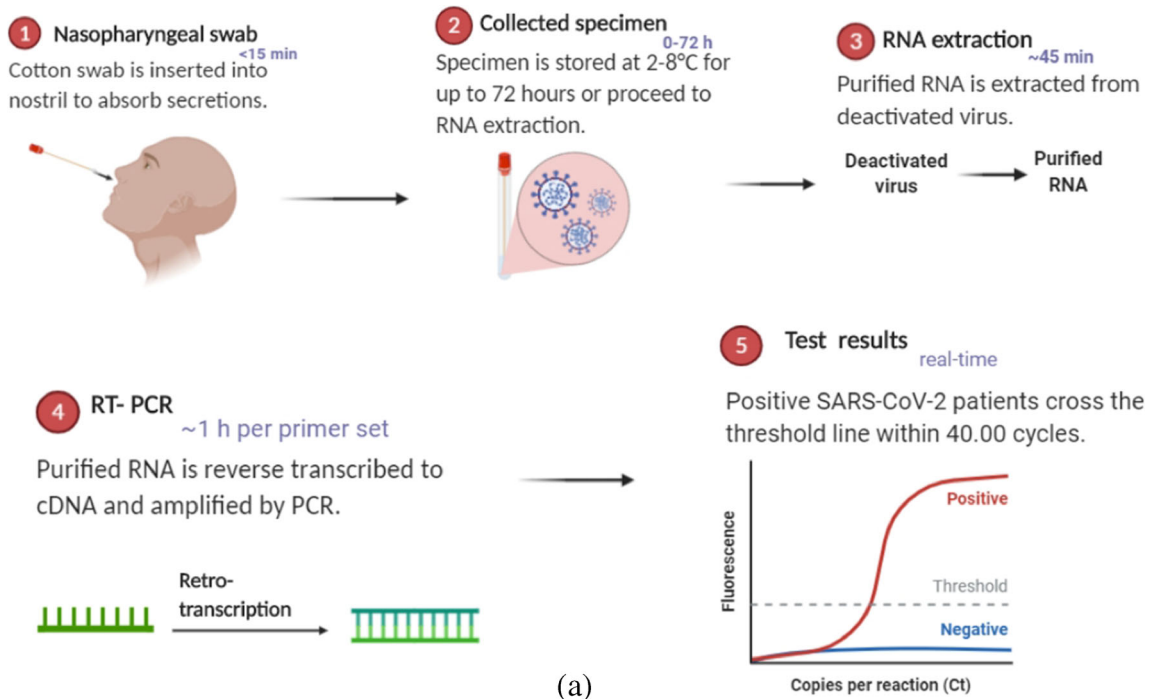 1 Nasopharyngeal swab
<15 min
Cotton swab is inserted into
nostril to absorb secretions.
2 Collected specimen
0-72 h
Specimen is stored at 2-8°C for
up to 72 hours or proceed to
RNA extraction.
3 RNA extraction
~45 min
Purified RNA is extracted from
deactivated virus.
Deactivated
virus
Purified
RNA
4 RT- PCR
~1 h per primer set
Purified RNA is reverse transcribed to
cDNA and amplified by PCR.
Retro-
transcription
5 Test results
real-time
Positive SARS-CoV-2 patients cross the
threshold line within 40.00 cycles.
Fluorescence
Positive
Threshold
Negative
Copies per reaction (Ct)
(a)